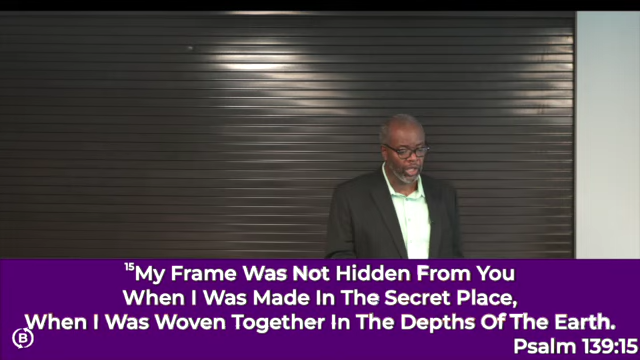 ¹⁵My Frame Was Not Hidden From You
When I Was Made In The Secret Place,
When I Was Woven Together In The Depths Of The Earth.
Psalm 139:15
B